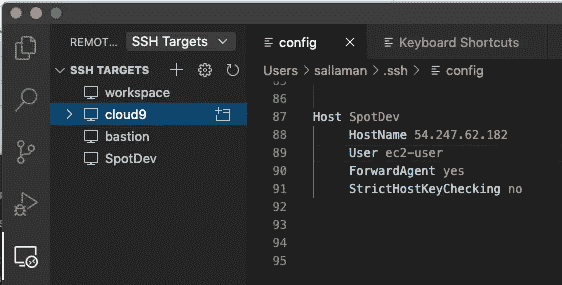 REMOT... SSH Targets
config
Keyboard Shortcuts
SSH TARGETS
Users > sallaman > .ssh > config
workspace
cloud9
bastion
SpotDev
86
87 Host SpotDev
88 HostName 54.247.62.182
89 User ec2-user
90 ForwardAgent yes
91 StrictHostKeyChecking no
92
93
94
95